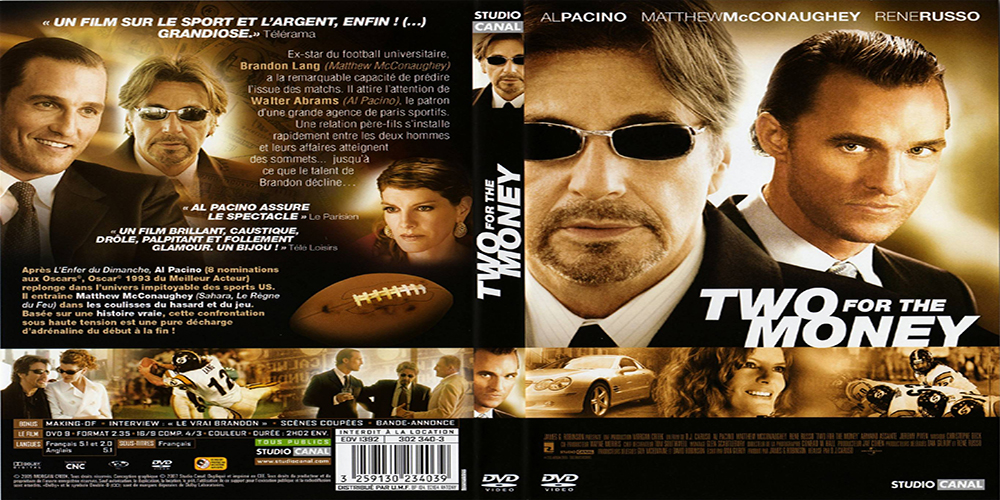 « UN FILM SUR LE SPORT ET L'ARGENT, ENFIN ! (...)
GRANDIOSE.» Télérama
Ex-star du football universitaire,
Brandon Lang (Matthew McConaughey)
a la remarquable capacité de prédire
l'issue des matchs. Il attire l'attention de
Walter Abrams (Al Pacino), le patron
d'une grande agence de paris sportifs.
Une relation père-fils s'installe
rapidement entre les deux hommes
et leurs affaires atteignent
des sommets... jusqu'à
ce que le talent de
Brandon décline...
« AL PACINO ASSURE
LE SPECTACLE » Le Parisien
« UN FILM BRILLANT, CAUSTIQUE,
DRÔLE, PALPITANT ET FOLLEMENT
GLAMOUR. UN BIJOU ! » Télé Loisirs
Après L'Enfer du Dimanche, Al Pacino (8 nominations
aux Oscars®, Oscar® 1993 du Meilleur Acteur)
replonge dans l'univers impitoyable des sports US.
Il entraîne Matthew McConaughey (Sahara, Le Règne
du Feu) dans les coulisses du hasard et du jeu.
Basée sur une histoire vraie, cette confrontation
sous haute tension est une pure décharge
d'adrénaline du début à la fin !
12
BONUS MAKING-OF • INTERVIEW : « LE VRAI BRANDON » • SCÈNES COUPÉES • BANDE-ANNONCE
LE FILM DVD 9 - FORMAT 2.35 - 16/9 COMP. 4/3 - COULEUR - DURÉE : 2H02 ENV.
LANGUES Français 5.1 et 2.0 SOUS-TITRES Français
Anglais 5.1
TOUS PUBLICS
STUDIO CANAL
www.studiocanal.com
DOLBY
CNC
DVD
VIDEO
EDV 1392 302 340-3
3 259130 234039
DISTRIBUÉ PAR U.M.F.
STUDIO
CANAL
TWO FOR THE
MONEY
DVD
VIDEO
AL PACINO MATTHEW McCONAUGHEY RENE RUSSO
TWO FOR THE
MONEY
DVD
VIDEO
STUDIO CANAL